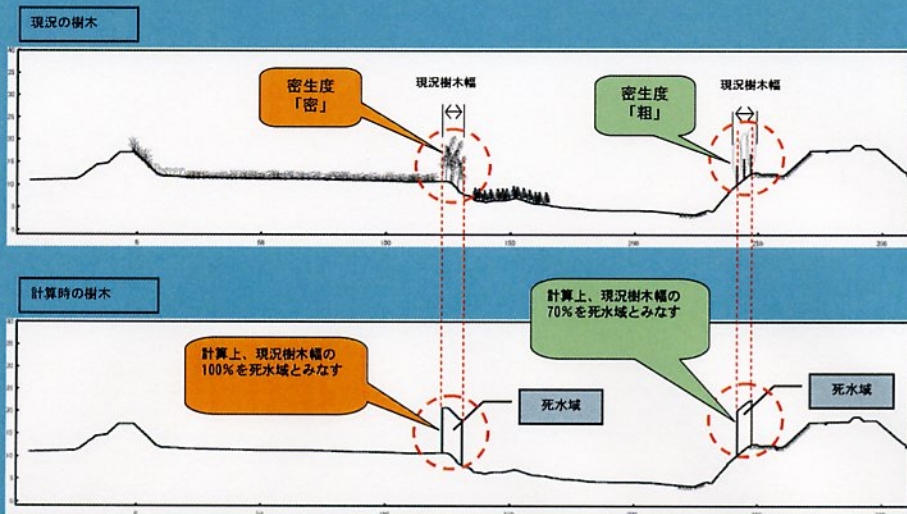 現況の樹木
密生度
「密」
現況樹木幅
密生度
「粗」
現況樹木幅
計算時の樹木
計算上、現況樹木幅の
100%を死水域とみなす
死水域
計算上、現況樹木幅の
70%を死水域とみなす
死水域